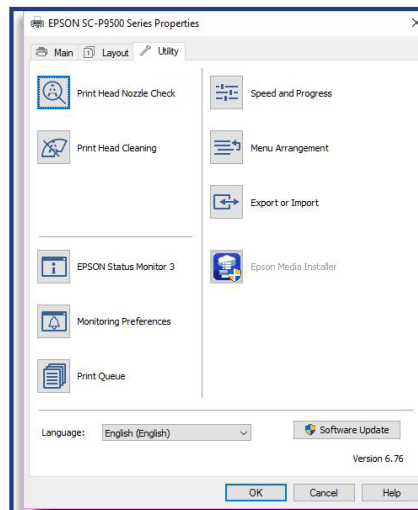 EPSON SC-P9500 Series Properties
Main Layout Utility
Print Head Nozzle Check
Print Head Cleaning
Speed and Progress
Menu Arrangement
Export or Import
EPSON Status Monitor 3
Monitoring Preferences
Print Queue
Epson Media Installer
Language: English (English)
Software Update
Version 6.76
OK Cancel Help